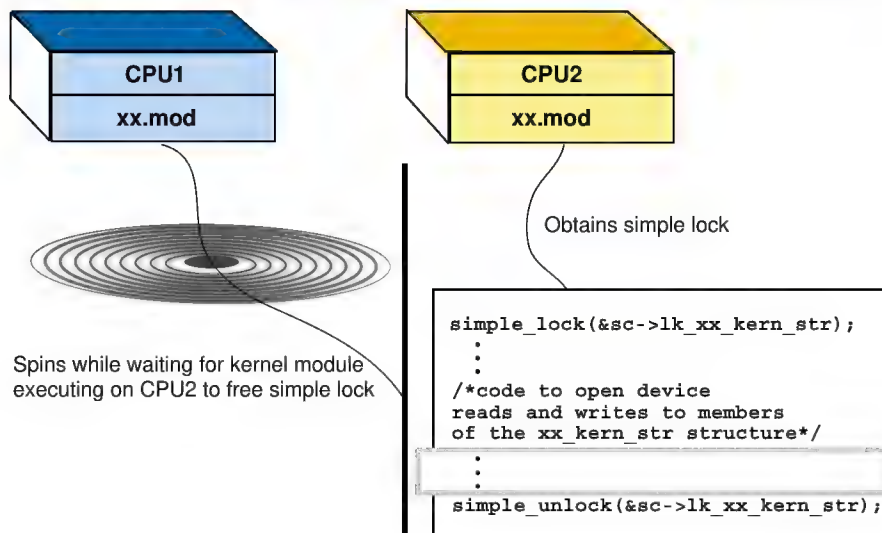 CPU1
xx.mod
CPU2
xx.mod
Obtains simple lock
Spins while waiting for kernel module
executing on CPU2 to free simple lock
simple_lock(&sc->lk_xx_kern_str);
/*code to open device
reads and writes to members
of the xx_kern_str structure*/
simple_unlock(&sc->lk_xx_kern_str);